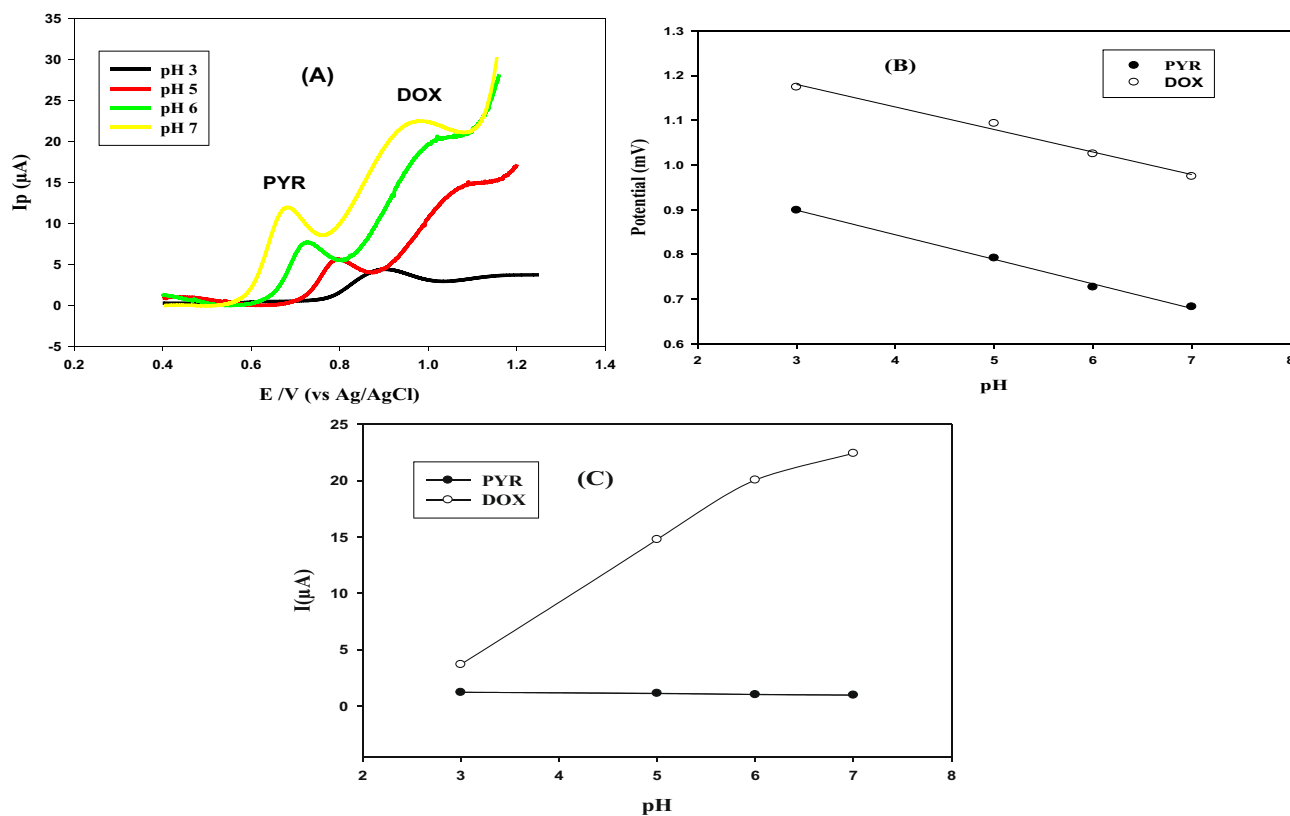 35
30
25
20
15
10
5
0
-5
Ip (µA)
pH 3
pH 5
pH 6
pH 7
(A)
PYR
DOX
0.2 0.4 0.6 0.8 1.0 1.2 1.4
E /V (vs Ag/AgCl)
1.3
1.2
1.1
1.0
0.9
0.8
0.7
0.6
Potential (mV)
(B)
PYR
DOX
2 3 4 5 6 7 8
pH
25
20
15
10
5
0
I(µA)
PYR
DOX
(C)
2 3 4 5 6 7 8
pH